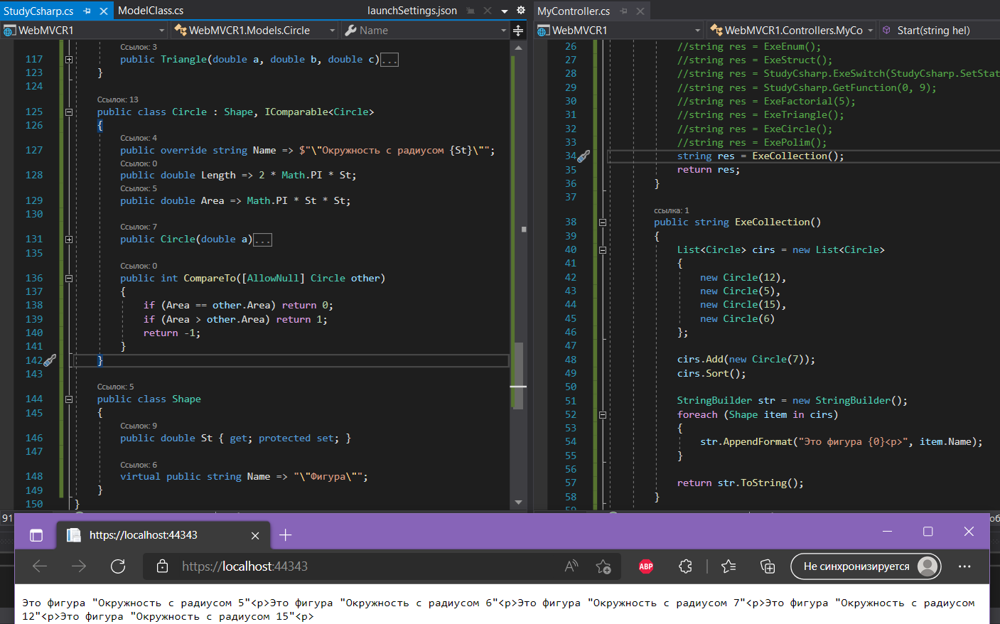 StudyCsharp.cs
ModelClass.cs
launchSettings.json
WebMVCR1
WebMVCR1.Models.Circle
Name
Ссылок: 3
117 public Triangle(double a, double b, double c)...
123 }
124
Ссылок: 13
125 public class Circle : Shape, IComparable<Circle>
126 {
Ссылок: 4
127 public override string Name => $"\"Окружность с радиусом {St}\"";
Ссылок: 0
128 public double Length => 2 * Math.PI * St;
Ссылок: 5
129 public double Area => Math.PI * St * St;
130
Ссылок: 7
131 public Circle(double a)...
135
Ссылок: 0
136 public int CompareTo([AllowNull] Circle other)
137 {
138 if (Area == other.Area) return 0;
139 if (Area > other.Area) return 1;
140 return -1;
141 }
142 }
143
Ссылок: 5
144 public class Shape
145 {
Ссылок: 9
146 public double St { get; protected set; }
147
Ссылок: 6
148 virtual public string Name => "\"Фигура\"";
149 }
150 }
91
MyController.cs
WebMVCR1
WebMVCR1.Controllers.MyCo
Start(string hel)
26 //string res = ExeEnum();
27 //string res = ExeStruct();
28 //string res = StudyCsharp.ExeSwitch(StudyCsharp.SetStat
29 //string res = StudyCsharp.GetFunction(0, 9);
30 //string res = ExeFactorial(5);
31 //string res = ExeTriangle();
32 //string res = ExeCircle();
33 //string res = ExePolim();
34 string res = ExeCollection();
35 return res;
36 }
37
ссылка: 1
38 public string ExeCollection()
39 {
40 List<Circle> cirs = new List<Circle>
41 {
42 new Circle(12),
43 new Circle(5),
44 new Circle(15),
45 new Circle(6)
46 };
47
48 cirs.Add(new Circle(7));
49 cirs.Sort();
50
51 StringBuilder str = new StringBuilder();
52 foreach (Shape item in cirs)
53 {
54 str.AppendFormat("Это фигура {0}<p>", item.Name);
55 }
56
57 return str.ToString();
58 }
https://localhost:44343
https://localhost:44343
ABP
Не синхронизируется
Это фигура "Окружность с радиусом 5"<p>Это фигура "Окружность с радиусом 6"<p>Это фигура "Окружность с радиусом 7"<p>Это фигура "Окружность с радиусом
12"<p>Это фигура "Окружность с радиусом 15"<p>